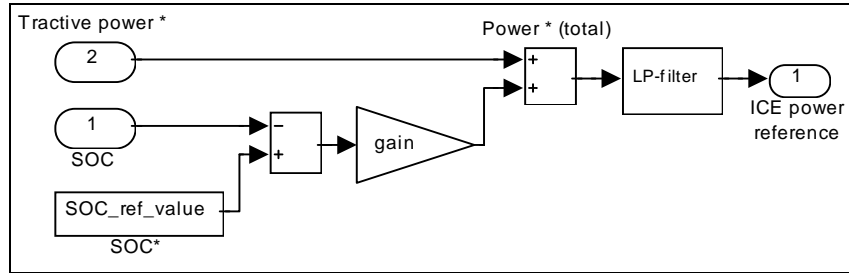 Tractive power *
2
Power * (total)
+
+
LP-filter
1
ICE power
reference
1
SOC
−
+
gain
SOC_ref_value
SOC*